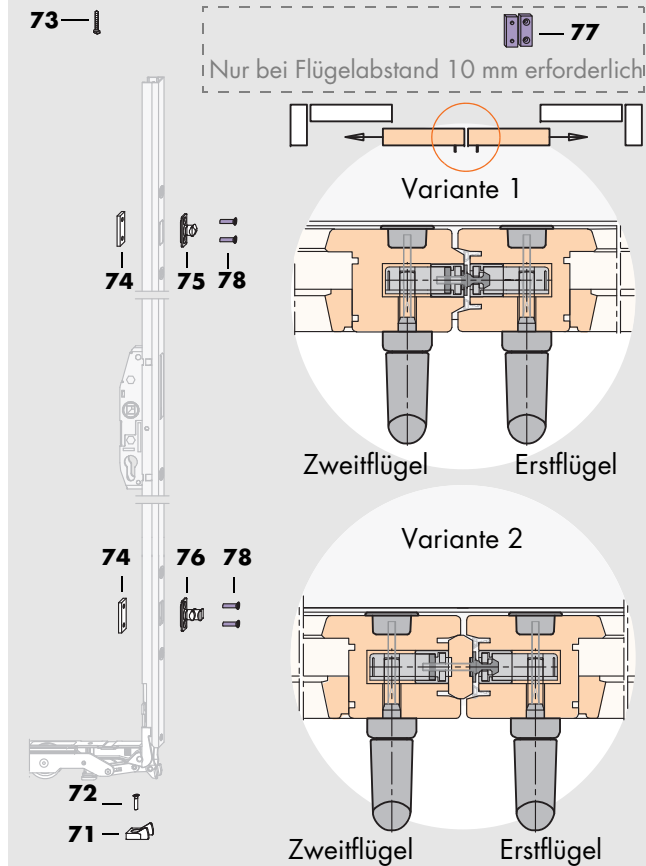 73
77
Nur bei Flügelabstand 10 mm erforderlich
Variante 1
74 75 78
Zweitflügel Erstflügel
Variante 2
74 76 78
72
71
Zweitflügel Erstflügel